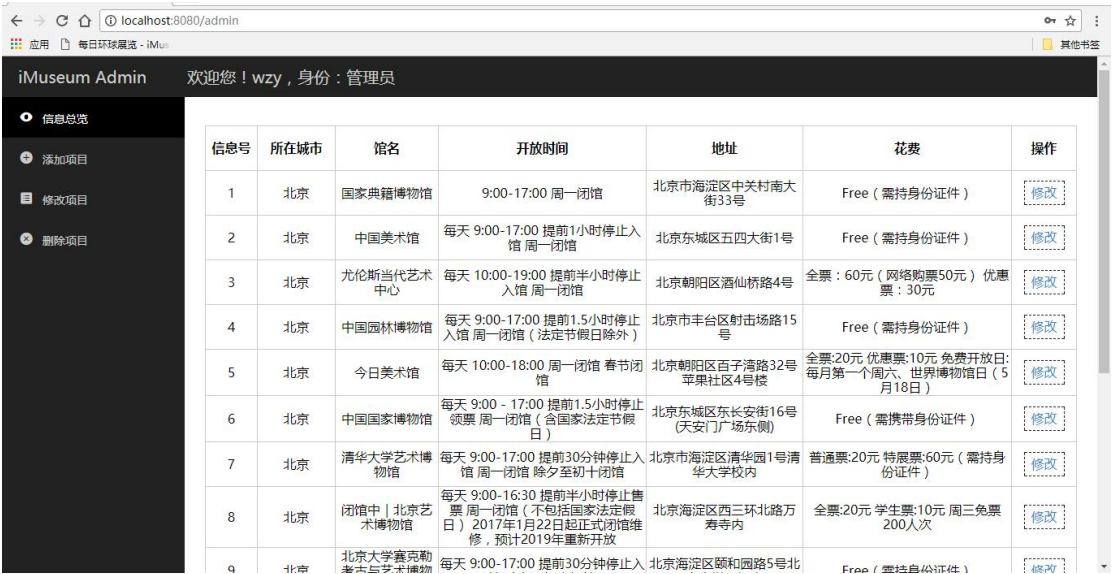 localhost:8080/admin
应用 每日环球展览 - iMus 其他书签
iMuseum Admin 欢迎您！wzy，身份：管理员
信息总览
添加项目
修改项目
删除项目
信息号 所在城市 馆名 开放时间 地址 花费 操作
1 北京 国家典籍博物馆 9:00-17:00 周一闭馆 北京市海淀区中关村南大
街33号 Free（需持身份证件） 修改
2 北京 中国美术馆 每天 9:00-17:00 提前1小时停止入
馆 周一闭馆 北京东城区五四大街1号 Free（需持身份证件） 修改
3 北京 尤伦斯当代艺术
中心 每天 10:00-19:00 提前半小时停止
入馆 周一闭馆 北京朝阳区酒仙桥路4号 全票：60元（网络购票50元） 优惠
票：30元 修改
4 北京 中国园林博物馆 每天 9:00-17:00 提前1.5小时停止
入馆 周一闭馆（法定节假日除外） 北京市丰台区射击场路15
号 Free（需持身份证件） 修改
5 北京 今日美术馆 每天 10:00-18:00 周一闭馆 春节闭
馆 北京朝阳区百子湾路32号
苹果社区4号楼 全票:20元 优惠票:10元 免费开放日:
每月第一个周六、世界博物馆日（5
月18日） 修改
6 北京 中国国家博物馆 每天 9:00 - 17:00 提前1.5小时停止
领票 周一闭馆（含国家法定节假
日） 北京东城区东长安街16号
(天安门广场东侧) Free（需携带身份证件） 修改
7 北京 清华大学艺术博
物馆 每天 9:00-17:00 提前30分钟停止入
馆 周一闭馆 除夕至初十闭馆 北京市海淀区清华园1号清
华大学校内 普通票:20元 特展票:60元（需持身
份证件） 修改
8 北京 闭馆中 | 北京艺
术博物馆 每天 9:00-16:30 提前半小时停止售
票 周一闭馆（不包括国家法定假
日） 2017年1月22日起正式闭馆维
修，预计2019年重新开放 北京海淀区西三环北路万
寿寺内 全票:20元 学生票:10元 周三免票
200人次 修改
9 北京 北京大学赛克勒
考古与艺术博物 每天 9:00-17:00 提前30分钟停止入 北京海淀区颐和园路5号北 Free（需持身份证件） 修改